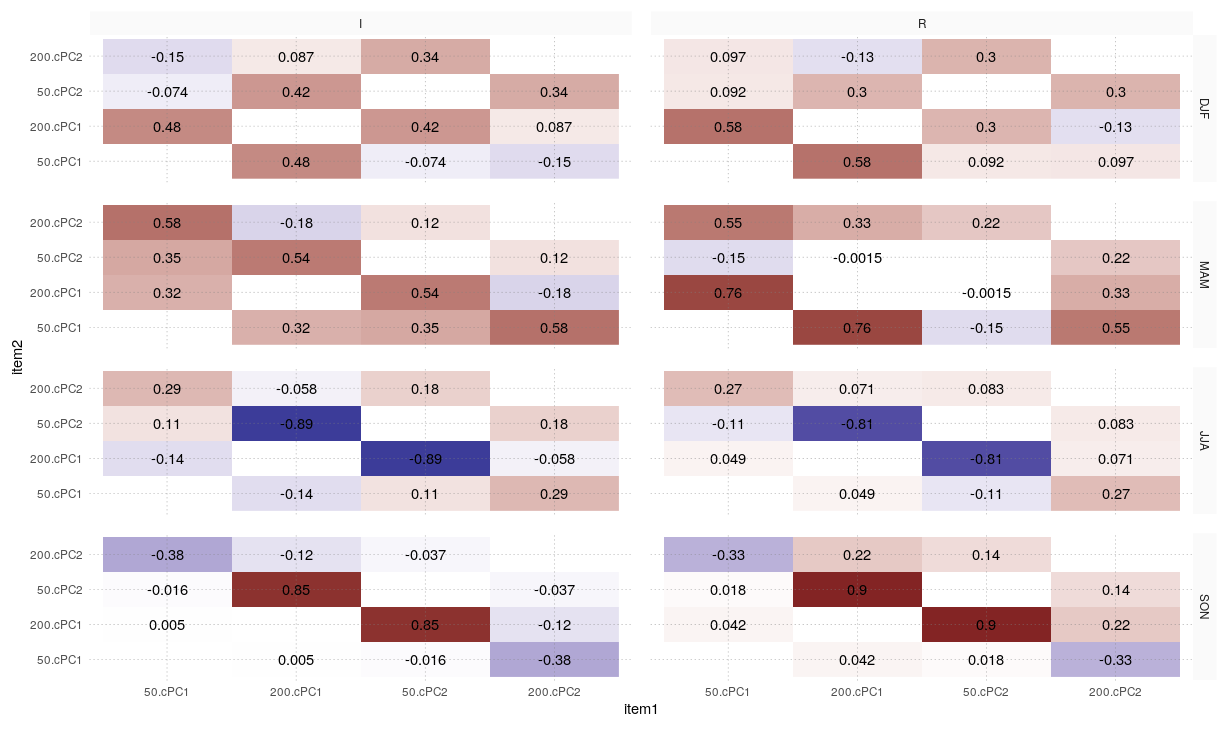 I R
200.cPC2 -0.15 0.087 0.34 0.097 -0.13 0.3
50.cPC2 -0.074 0.42 0.34 0.092 0.3 0.3
200.cPC1 0.48 0.42 0.087 0.58 0.3 -0.13
50.cPC1 0.48 -0.074 -0.15 0.58 0.092 0.097
DJF
200.cPC2 0.58 -0.18 0.12 0.55 0.33 0.22
50.cPC2 0.35 0.54 0.12 -0.15 -0.0015 0.22
200.cPC1 0.32 0.54 -0.18 0.76 -0.0015 0.33
50.cPC1 0.32 0.35 0.58 0.76 -0.15 0.55
MAM
200.cPC2 0.29 -0.058 0.18 0.27 0.071 0.083
50.cPC2 0.11 -0.89 0.18 -0.11 -0.81 0.083
200.cPC1 -0.14 -0.89 -0.058 0.049 -0.81 0.071
50.cPC1 -0.14 0.11 0.29 0.049 -0.11 0.27
JJA
200.cPC2 -0.38 -0.12 -0.037 -0.33 0.22 0.14
50.cPC2 -0.016 0.85 -0.037 0.018 0.9 0.14
200.cPC1 0.005 0.85 -0.12 0.042 0.9 0.22
50.cPC1 0.005 -0.016 -0.38 0.042 0.018 -0.33
SON
50.cPC1 200.cPC1 50.cPC2 200.cPC2 50.cPC1 200.cPC1 50.cPC2 200.cPC2
item1
item2